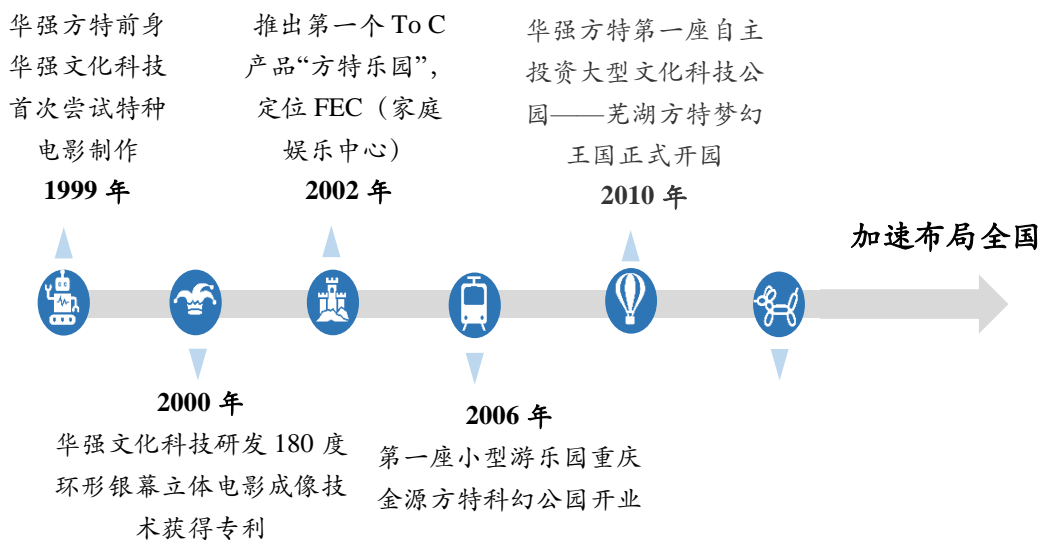 华强方特前身
华强文化科技
首次尝试特种
电影制作
1999 年
推出第一个 To C
产品“方特乐园”，
定位 FEC（家庭
娱乐中心）
2002 年
华强方特第一座自主
投资大型文化科技公
园——芜湖方特梦幻
王国正式开园
2010 年
加速布局全国
2000 年
华强文化科技研发 180 度
环形银幕立体电影成像技
术获得专利
2006 年
第一座小型游乐园重庆
金源方特科幻公园开业